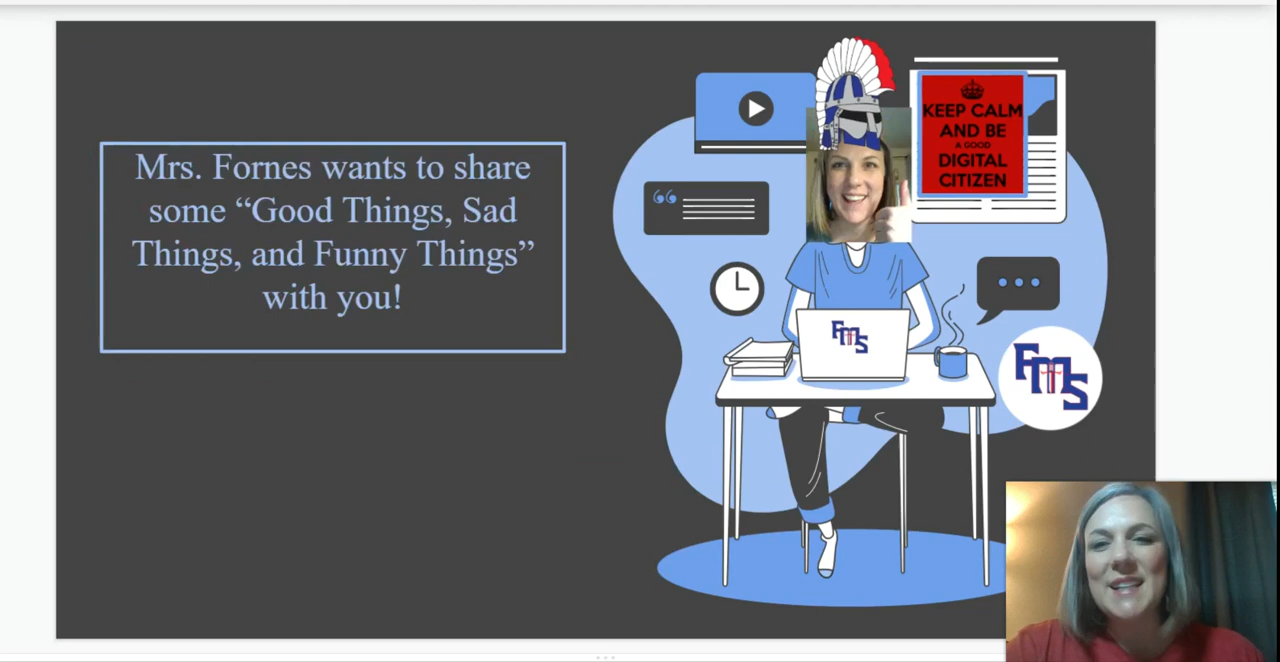 Mrs. Fornes wants to share
some “Good Things, Sad
Things, and Funny Things”
with you!
KEEP CALM
AND BE
A GOOD
DIGITAL
CITIZEN
FMS
FMS